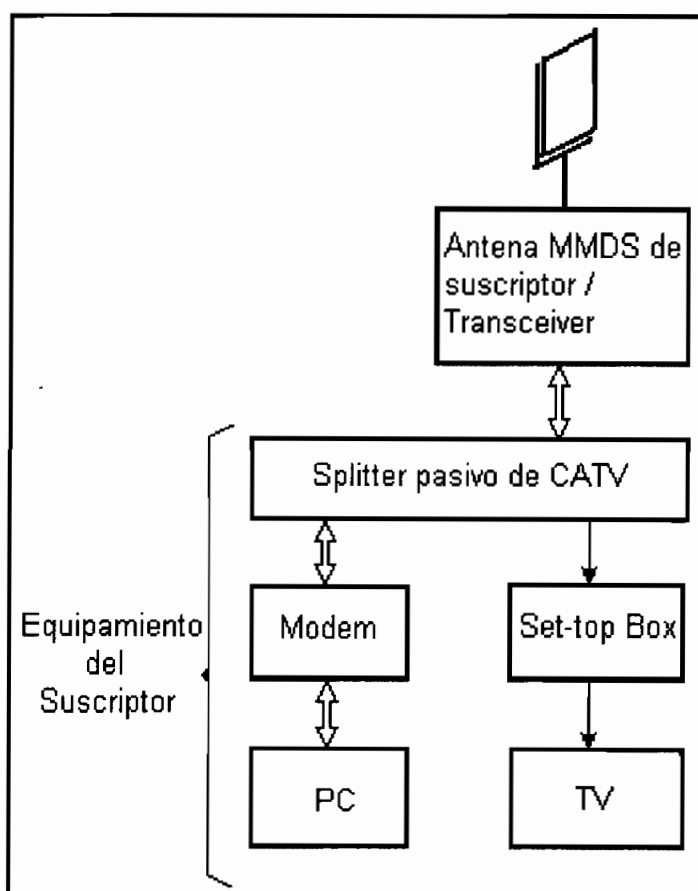 Antena MMDS de
suscriptor /
Transceiver
Splitter pasivo de CATV
Equipamiento
del
Suscriptor
Modem
Set-top Box
PC
TV